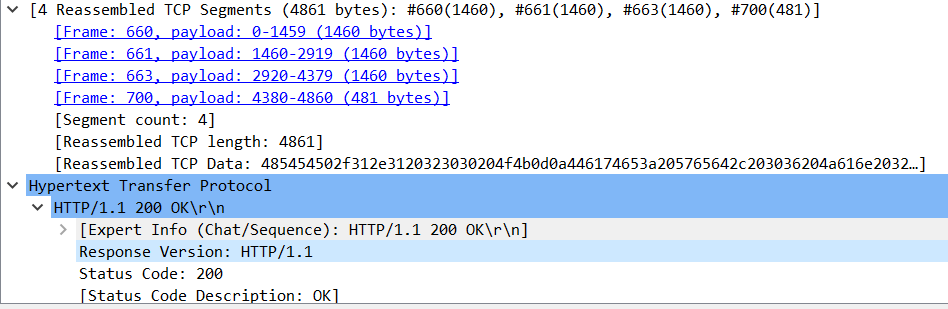 [4 Reassembled TCP Segments (4861 bytes): #660(1460), #661(1460), #663(1460), #700(481)]
[Frame: 660, payload: 0-1459 (1460 bytes)]
[Frame: 661, payload: 1460-2919 (1460 bytes)]
[Frame: 663, payload: 2920-4379 (1460 bytes)]
[Frame: 700, payload: 4380-4860 (481 bytes)]
[Segment count: 4]
[Reassembled TCP length: 4861]
[Reassembled TCP Data: 485454502f312e3120323030204f4b0d0a446174653a205765642c203036204a616e2032…]
Hypertext Transfer Protocol
HTTP/1.1 200 OK\r\n
[Expert Info (Chat/Sequence): HTTP/1.1 200 OK\r\n]
Response Version: HTTP/1.1
Status Code: 200
[Status Code Description: OK]